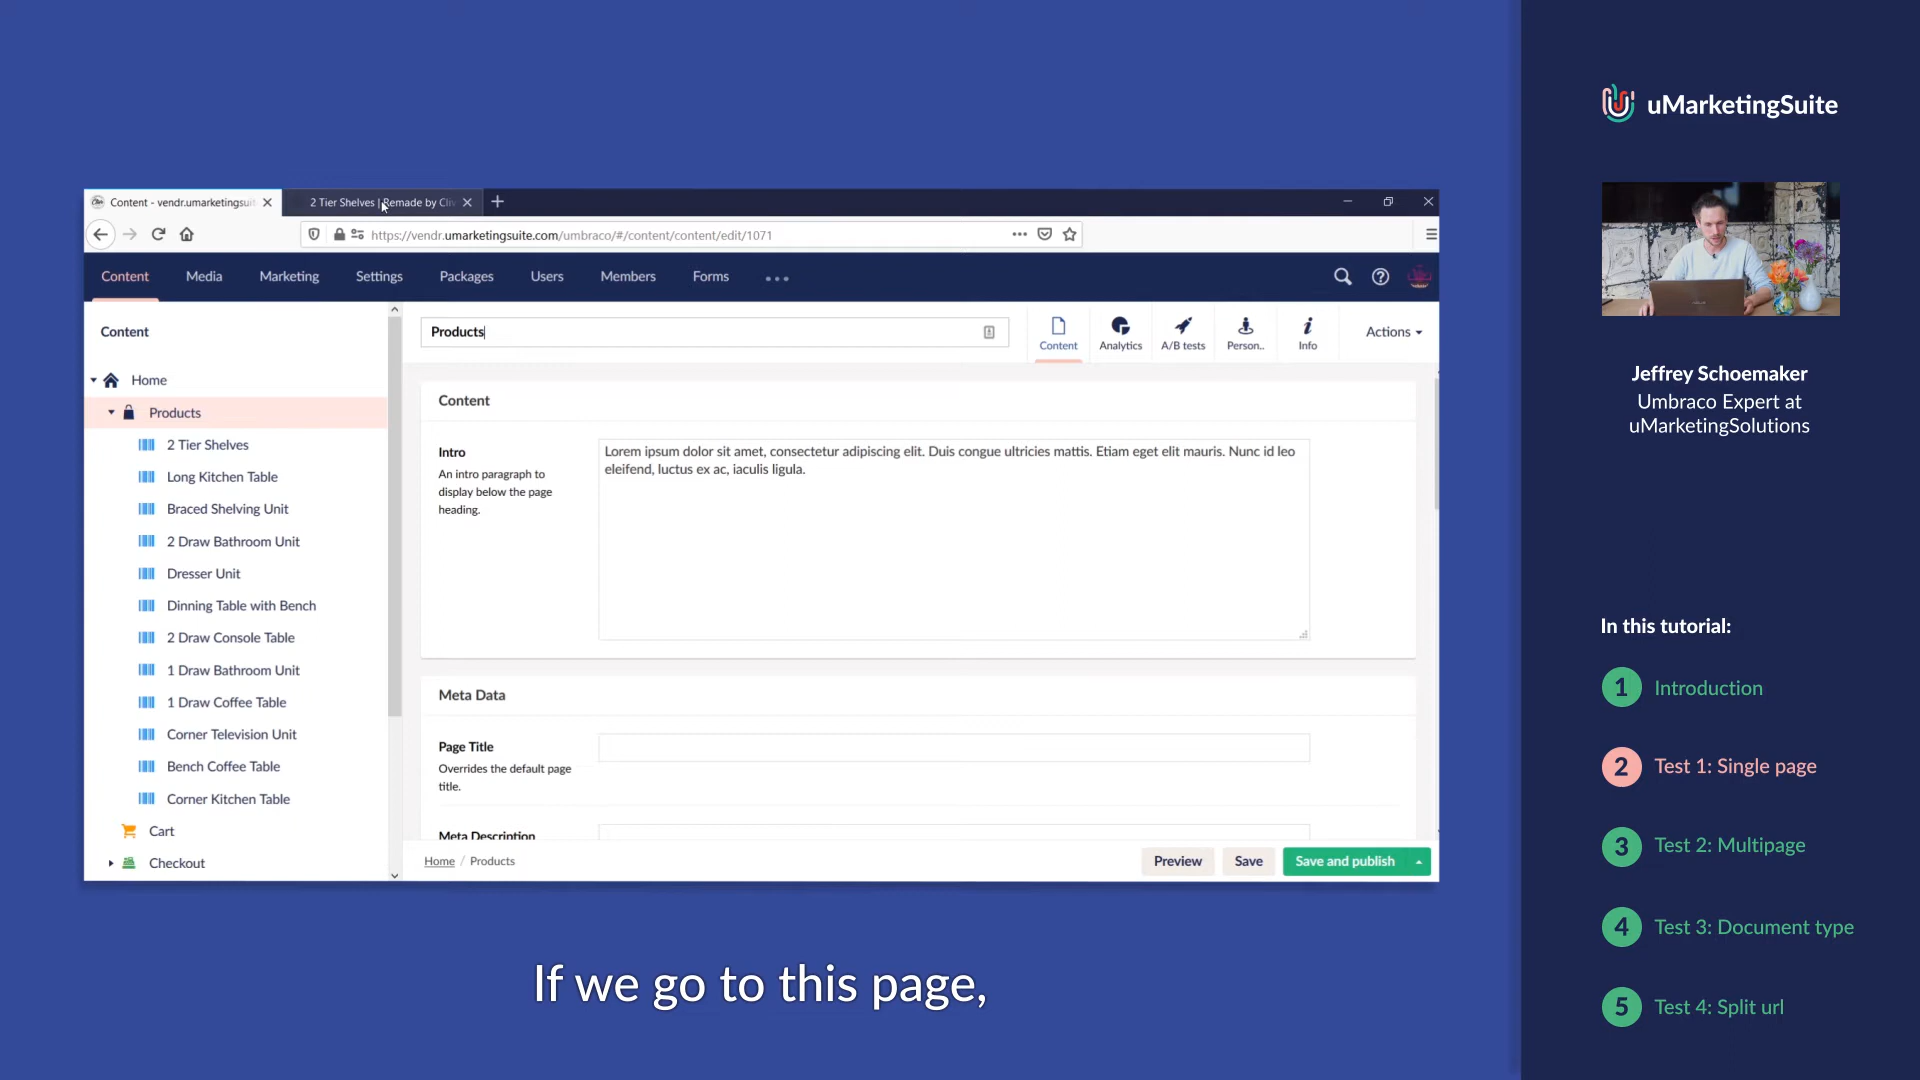 Content - vendr.umarketingsuit
2 Tier Shelves | Remade by Cliv
https://vendr.umarketingsuite.com/umbraco/#/content/content/edit/1071
Content
Media
Marketing
Settings
Packages
Users
Members
Forms
Content
Home
Products
2 Tier Shelves
Long Kitchen Table
Braced Shelving Unit
2 Draw Bathroom Unit
Dresser Unit
Dinning Table with Bench
2 Draw Console Table
1 Draw Bathroom Unit
1 Draw Coffee Table
Corner Television Unit
Bench Coffee Table
Corner Kitchen Table
Cart
Checkout
Products
Content
Analytics
A/B tests
Person..
Info
Actions
Content
Intro
An intro paragraph to
display below the page
heading.
Lorem ipsum dolor sit amet, consectetur adipiscing elit. Duis congue ultricies mattis. Etiam eget elit mauris. Nunc id leo
eleifend, luctus ex ac, iaculis ligula.
Meta Data
Page Title
Overrides the default page
title.
Meta Description
Home / Products
Preview
Save
Save and publish
If we go to this page,
uMarketingSuite
Jeffrey Schoemaker
Umbraco Expert at
uMarketingSolutions
In this tutorial:
1 Introduction
2 Test 1: Single page
3 Test 2: Multipage
4 Test 3: Document type
5 Test 4: Split url